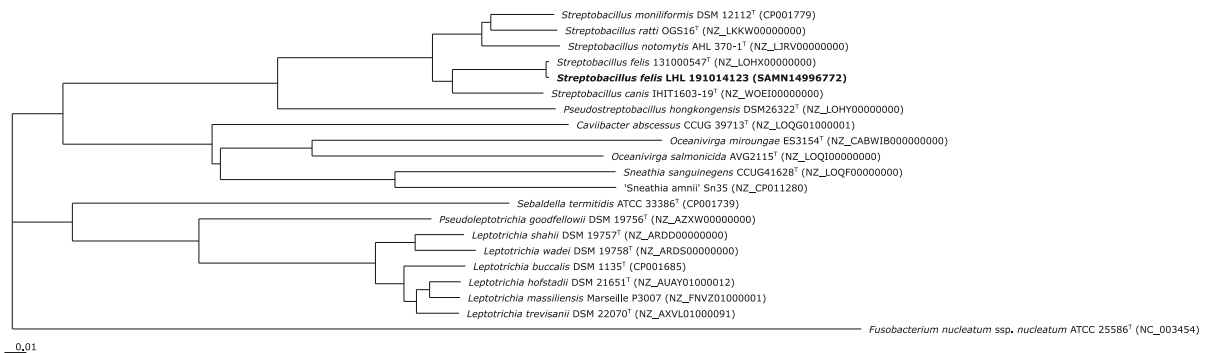 Streptobacillus moniliformis DSM 12112ᵀ (CP001779)
Streptobacillus ratti OGS16ᵀ (NZ_LKKW00000000)
Streptobacillus notomytis AHL 370-1ᵀ (NZ_LJRV00000000)
Streptobacillus felis 131000547ᵀ (NZ_LOHX00000000)
Streptobacillus felis LHL 191014123 (SAMN14996772)
Streptobacillus canis IHIT1603-19ᵀ (NZ_WOEI00000000)
Pseudostreptobacillus hongkongensis DSM26322ᵀ (NZ_LOHY00000000)
Caviibacter abscessus CCUG 39713ᵀ (NZ_LOQG01000001)
Oceanivirga miroungae ES3154ᵀ (NZ_CABWIB000000000)
Oceanivirga salmonicida AVG2115ᵀ (NZ_LOQI00000000)
Sneathia sanguinegens CCUG41628ᵀ (NZ_LOQF00000000)
'Sneathia amnii' Sn35 (NZ_CP011280)
Sebaldella termitidis ATCC 33386ᵀ (CP001739)
Pseudoleptotrichia goodfellowii DSM 19756ᵀ (NZ_AZXW00000000)
Leptotrichia shahii DSM 19757ᵀ (NZ_ARDD00000000)
Leptotrichia wadei DSM 19758ᵀ (NZ_ARDS00000000)
Leptotrichia buccalis DSM 1135ᵀ (CP001685)
Leptotrichia hofstadii DSM 21651ᵀ (NZ_AUAY01000012)
Leptotrichia massiliensis Marseille P3007 (NZ_FNVZ01000001)
Leptotrichia trevisanii DSM 22070ᵀ (NZ_AXVL01000091)
Fusobacterium nucleatum ssp. nucleatum ATCC 25586ᵀ (NC_003454)
0.01